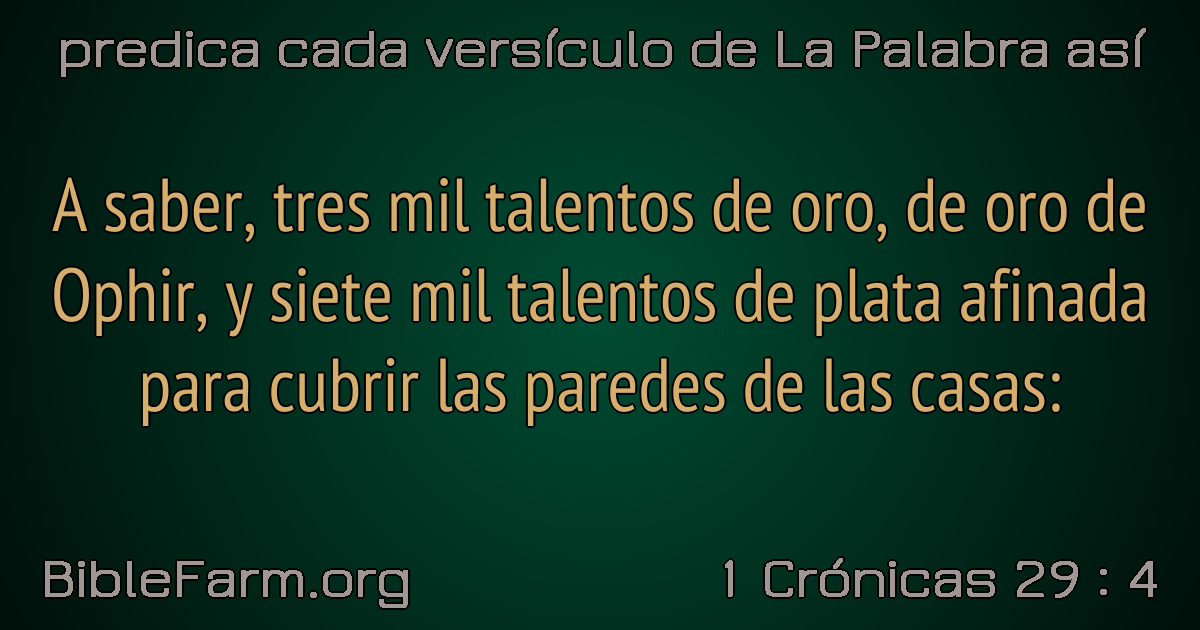 predica cada versículo de La Palabra así
A saber, tres mil talentos de oro, de oro de
Ophir, y siete mil talentos de plata afinada
para cubrir las paredes de las casas:
BibleFarm.org
1 Crónicas 29 : 4